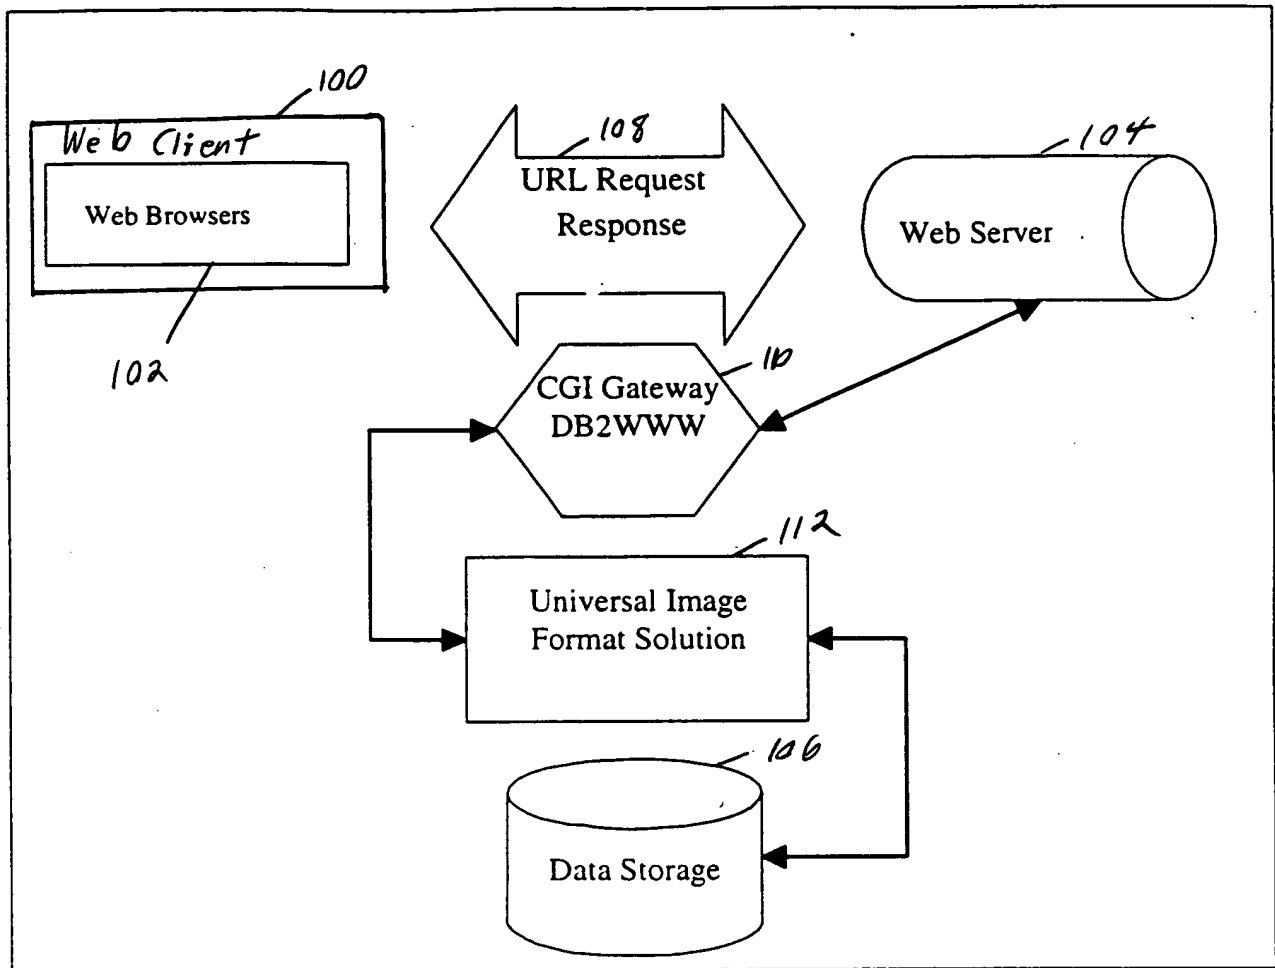 100
Web Client
Web Browsers
102
108
URL Request
Response
104
Web Server
110
CGI Gateway
DB2WWW
112
Universal Image
Format Solution
106
Data Storage